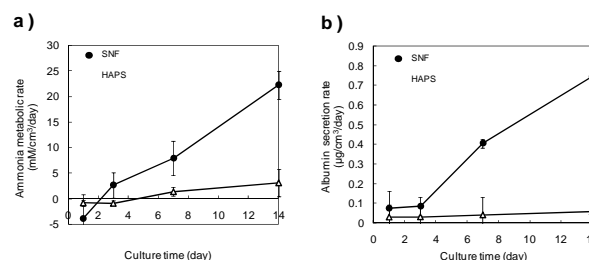 a)
Ammonia metabolic rate
(mM/cm³/day)
30
25
20
15
10
5
0
-5
SNF
HAPS
0
2
4
6
8
10
12
14
Culture time (day)
b)
Albumin secretion rate
(µg/cm³/day)
0.9
0.8
0.7
0.6
0.5
0.4
0.3
0.2
0.1
0
SNF
HAPS
0
2
4
6
8
10
12
Culture time (day)